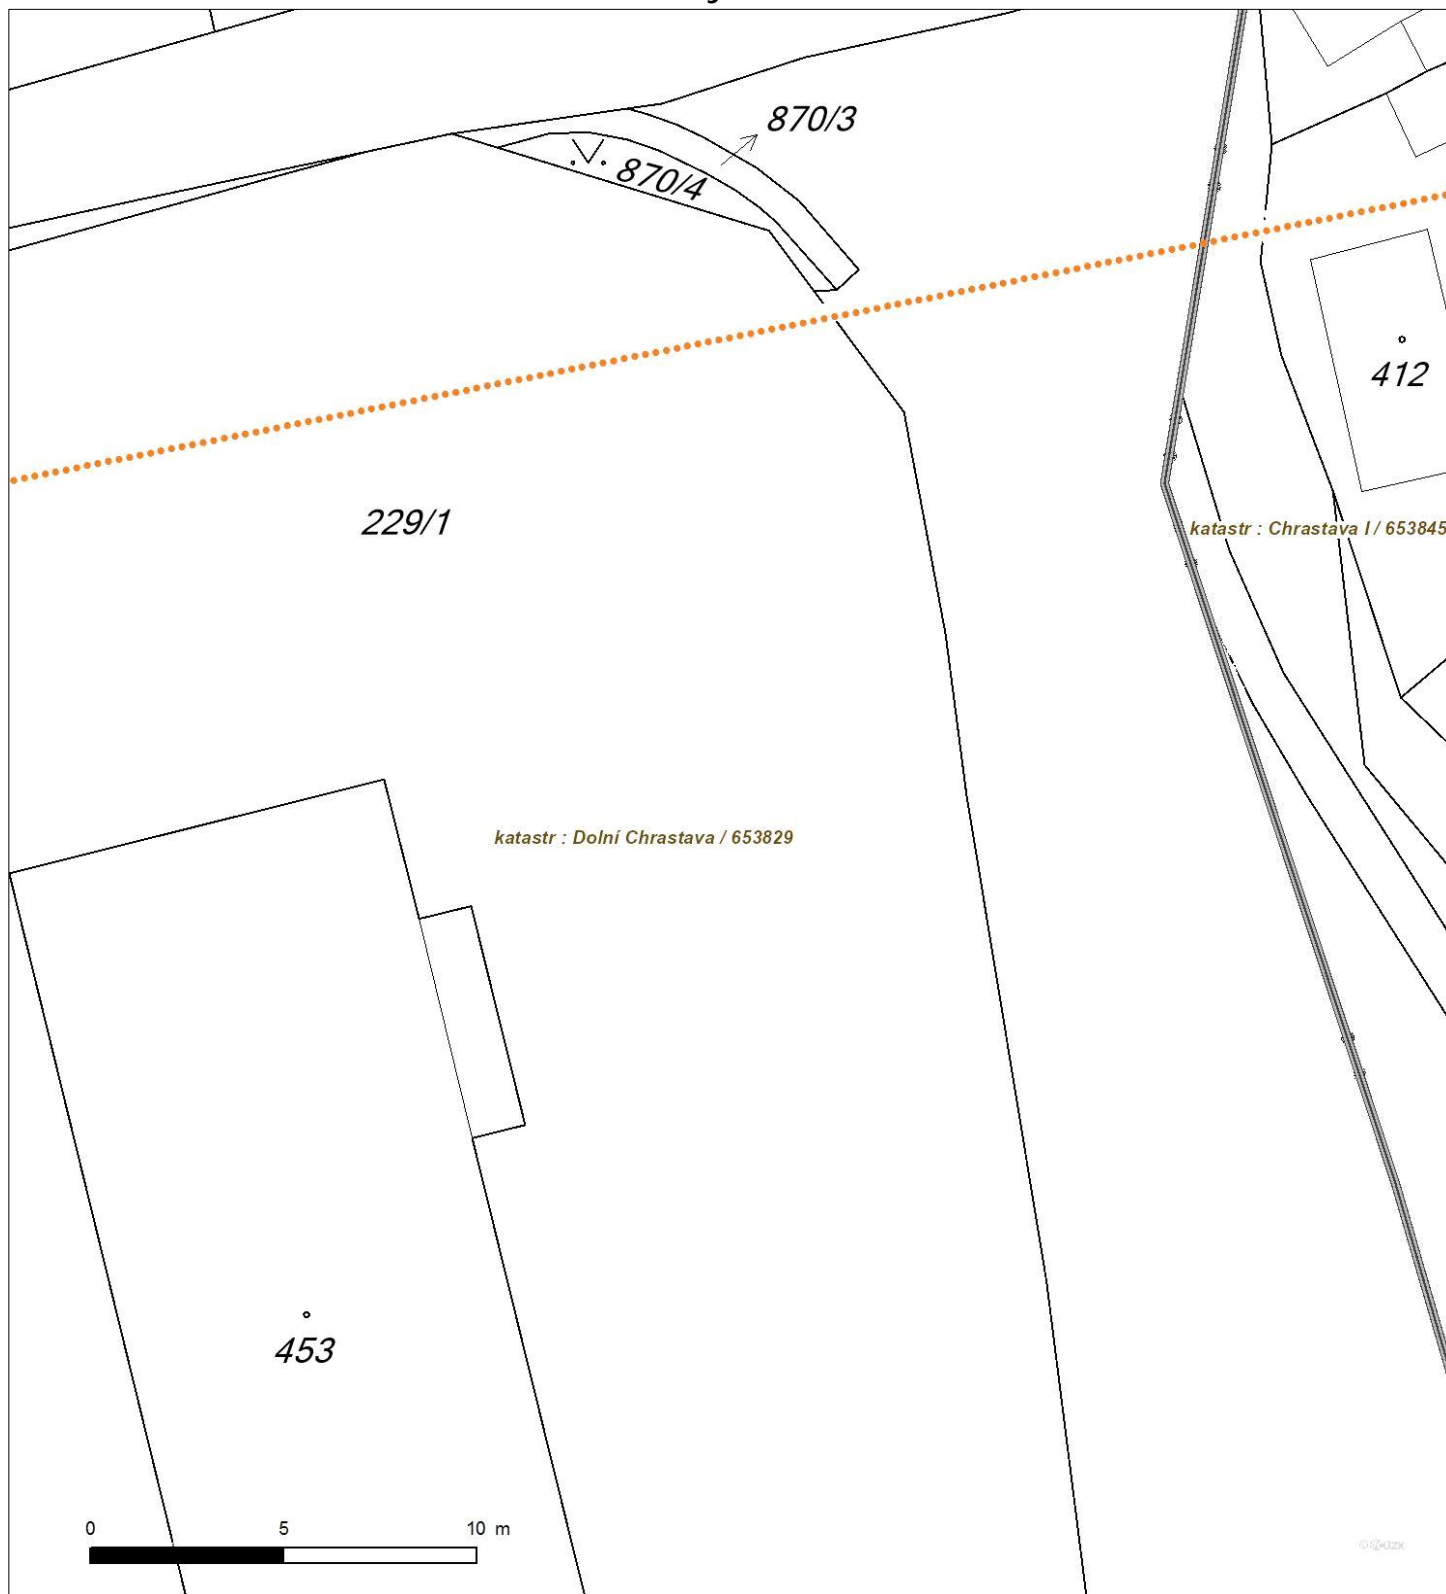 870/3
870/4
412
229/1
katastr : Chrastava I / 653845
katastr : Dolní Chrastava / 653829
453
0 5 10 m